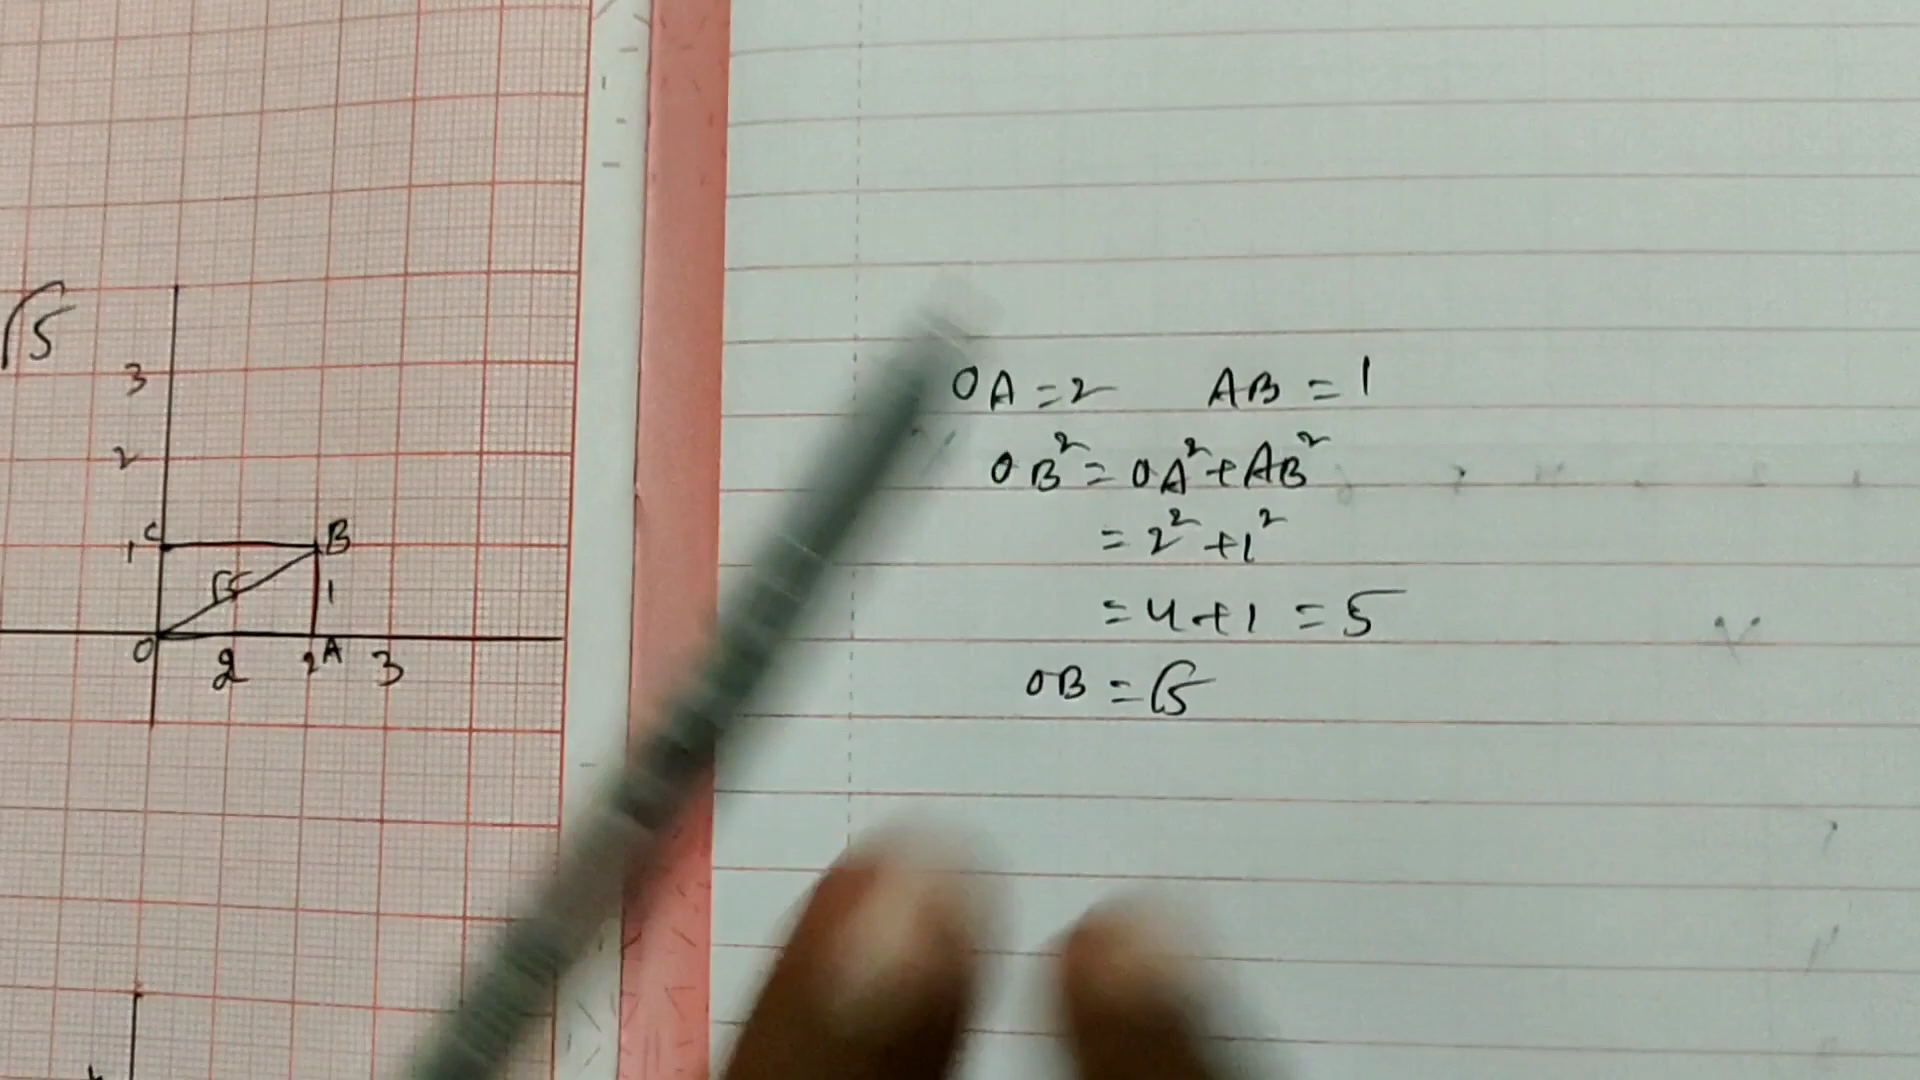 √5
3
2
1 C B
√5 1
O 2 2 A 3
OA = 2 AB = 1
OB² = OA² + AB²
= 2² + 1²
= 4 + 1 = 5
OB = √5